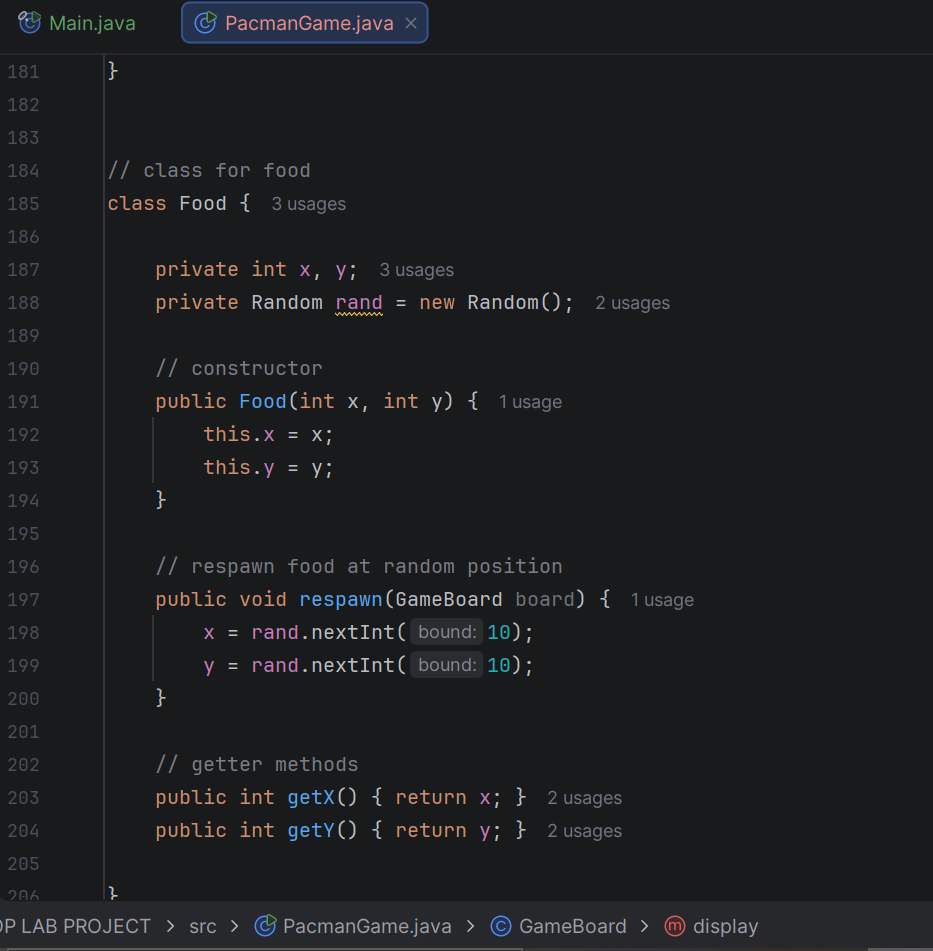 Main.java
PacmanGame.java
181 }
182
183
184 // class for food
185 class Food { 3 usages
186
187 private int x, y; 3 usages
188 private Random rand = new Random(); 2 usages
189
190 // constructor
191 public Food(int x, int y) { 1 usage
192 this.x = x;
193 this.y = y;
194 }
195
196 // respawn food at random position
197 public void respawn(GameBoard board) { 1 usage
198 x = rand.nextInt( bound: 10);
199 y = rand.nextInt( bound: 10);
200 }
201
202 // getter methods
203 public int getX() { return x; } 2 usages
204 public int getY() { return y; } 2 usages
205
206 }
OP LAB PROJECT > src > PacmanGame.java > GameBoard > display